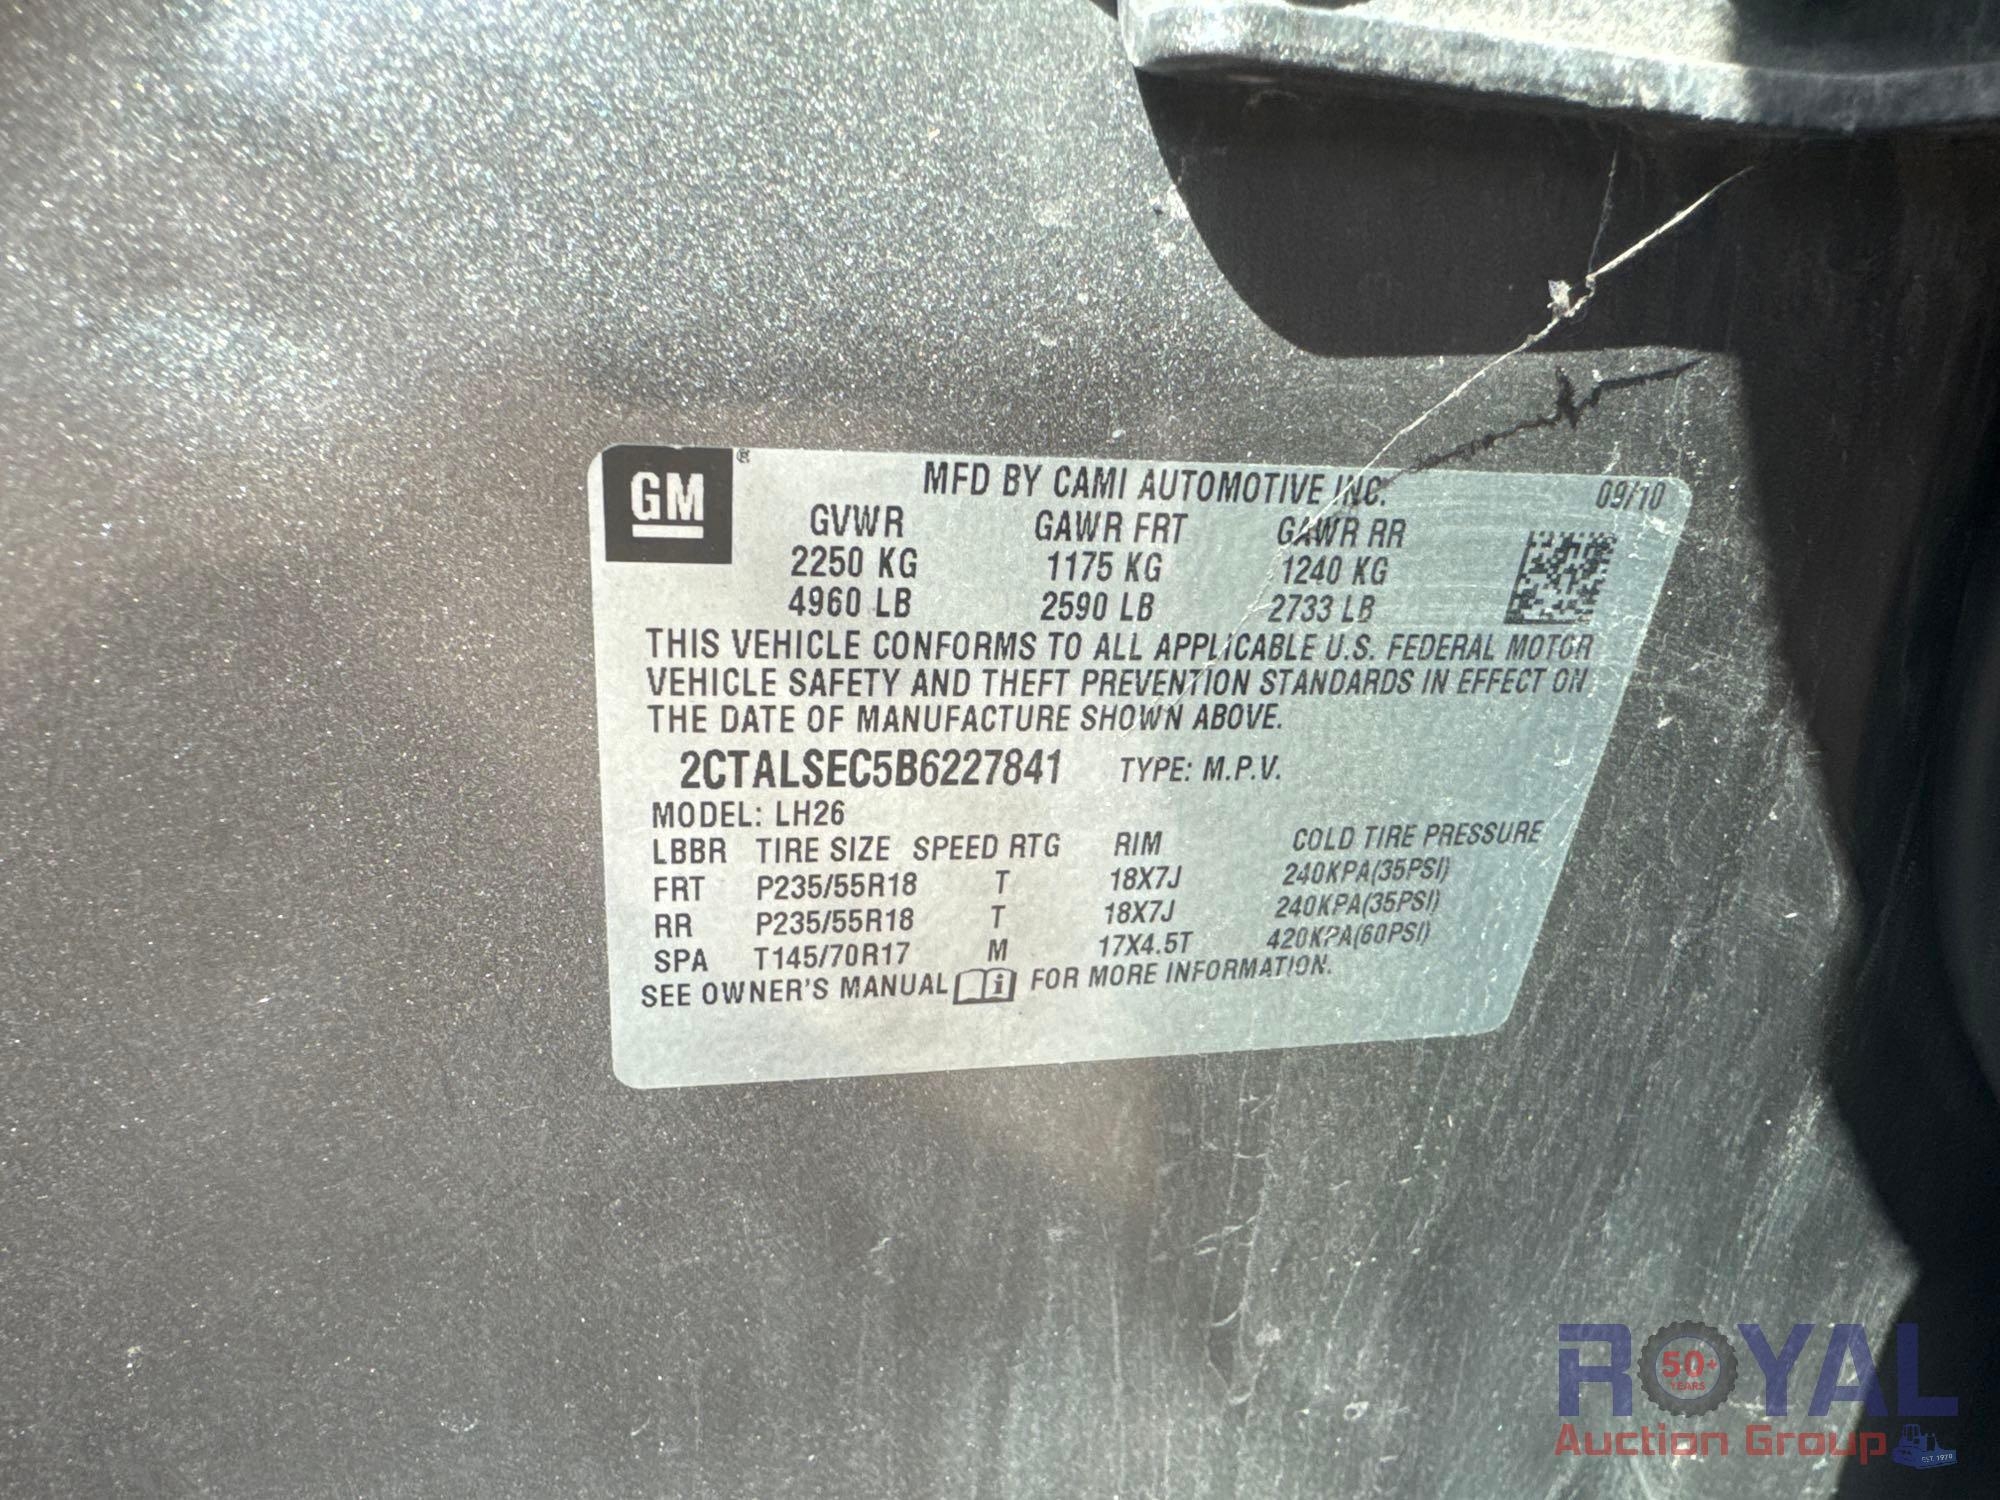 GM®
MFD BY CAMI AUTOMOTIVE INC. 09/10
GVWR GAWR FRT GAWR RR
2250 KG 1175 KG 1240 KG
4960 LB 2590 LB 2733 LB
THIS VEHICLE CONFORMS TO ALL APPLICABLE U.S. FEDERAL MOTOR
VEHICLE SAFETY AND THEFT PREVENTION STANDARDS IN EFFECT ON
THE DATE OF MANUFACTURE SHOWN ABOVE.
2CTALSEC5B6227841 TYPE: M.P.V.
MODEL: LH26
LBBR TIRE SIZE SPEED RTG RIM COLD TIRE PRESSURE
FRT P235/55R18 T 18X7J 240KPA(35PSI)
RR P235/55R18 T 18X7J 240KPA(35PSI)
SPA T145/70R17 M 17X4.5T 420KPA(60PSI)
SEE OWNER'S MANUAL FOR MORE INFORMATION.
ROYAL
50+
YEARS
Auction Group
EST. 1979